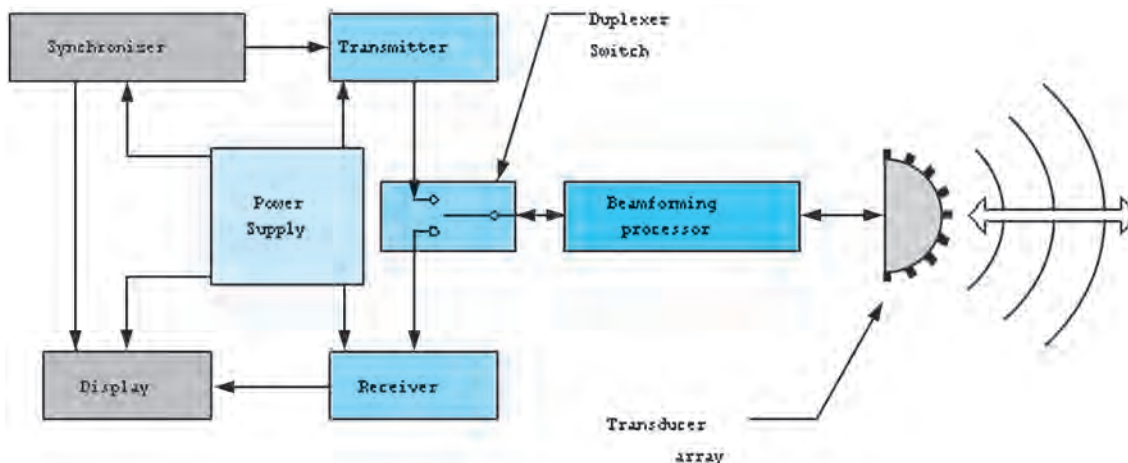 Synchronizer
Transmitter
Duplexer
Switch
Power
Supply
Beamforming
processor
Display
Receiver
Transducer
array